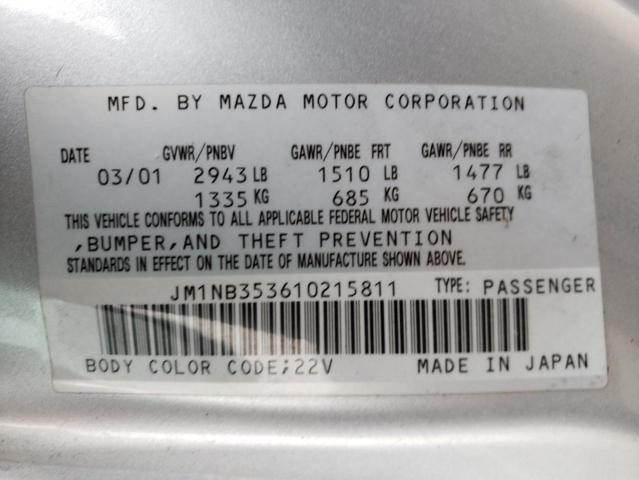 MFD. BY MAZDA MOTOR CORPORATION
DATE GVWR/PNBV GAWR/PNBE FRT GAWR/PNBE RR
03/01 2943 LB 1510 LB 1477 LB
1335 KG 685 KG 670 KG
THIS VEHICLE CONFORMS TO ALL APPLICABLE FEDERAL MOTOR VEHICLE SAFETY
,BUMPER,AND THEFT PREVENTION
STANDARDS IN EFFECT ON THE DATE OF MANUFACTURE SHOWN ABOVE.
JM1NB353610215811 TYPE: PASSENGER
BODY COLOR CODE;22V MADE IN JAPAN